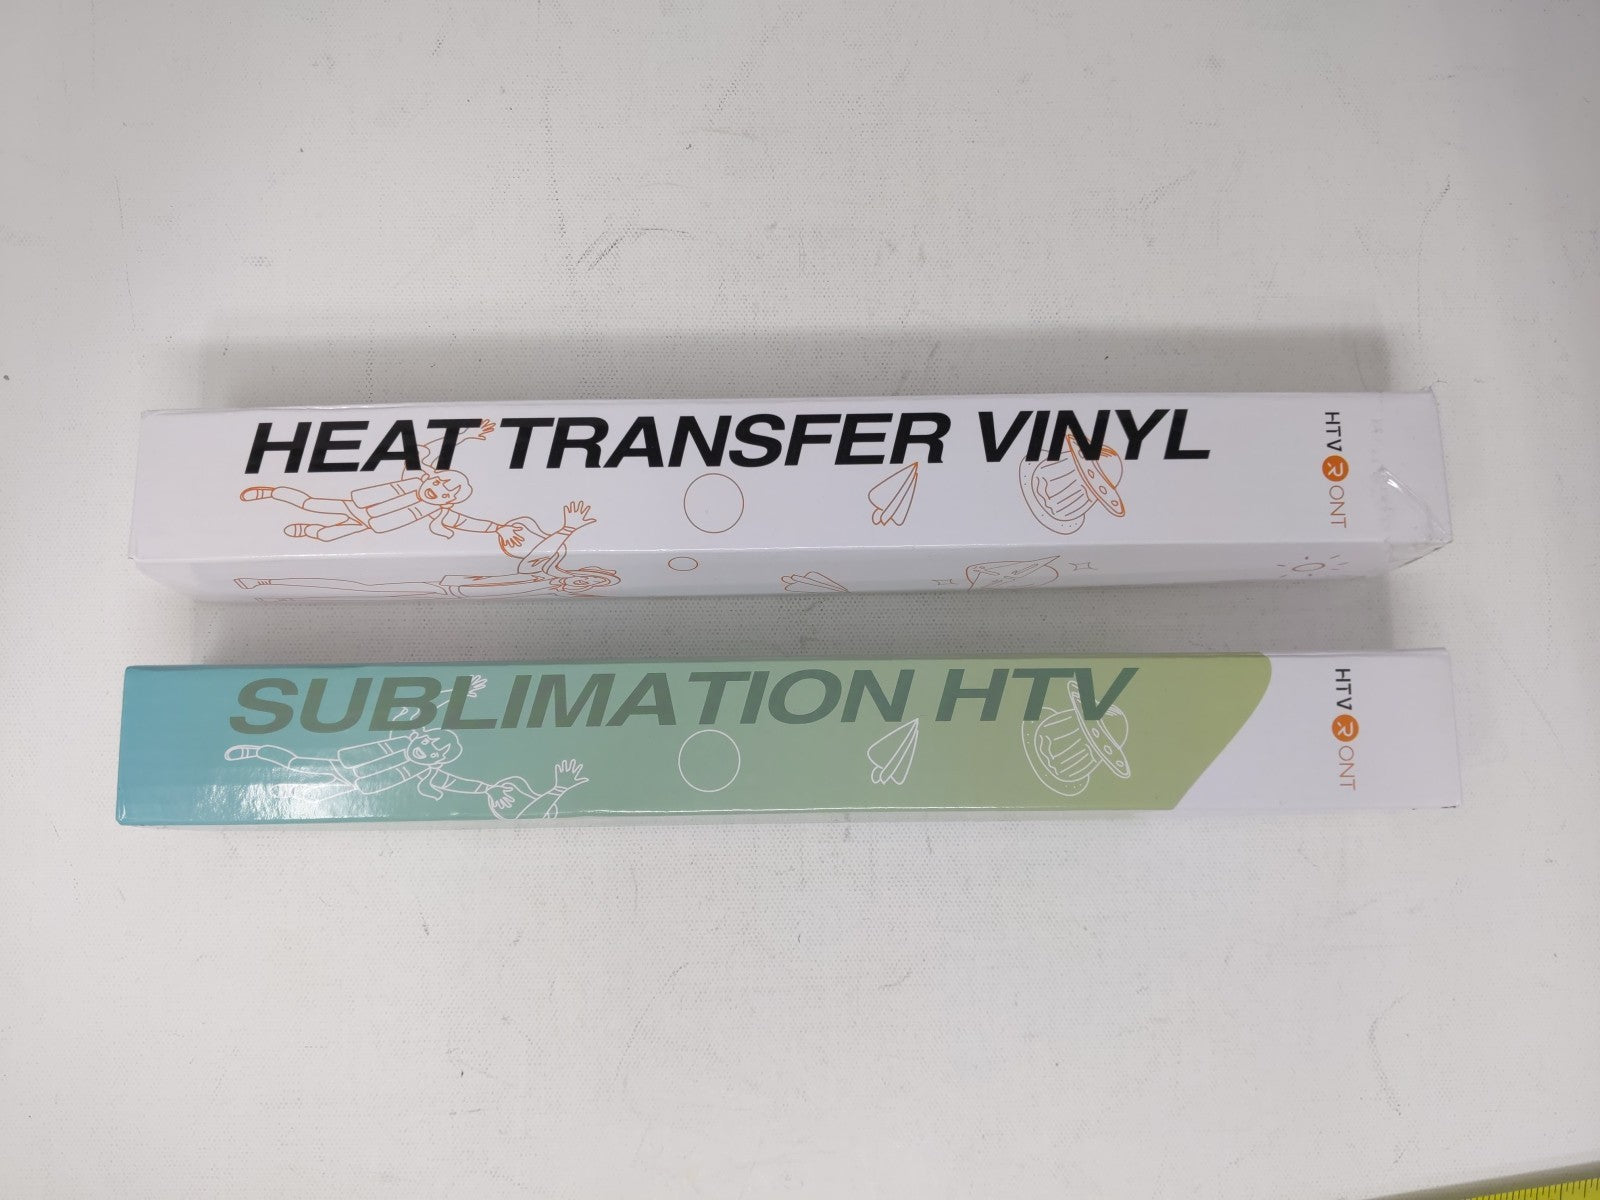 HEAT TRANSFER VINYL
HTVRONT
SUBLIMATION HTV
HTVRONT